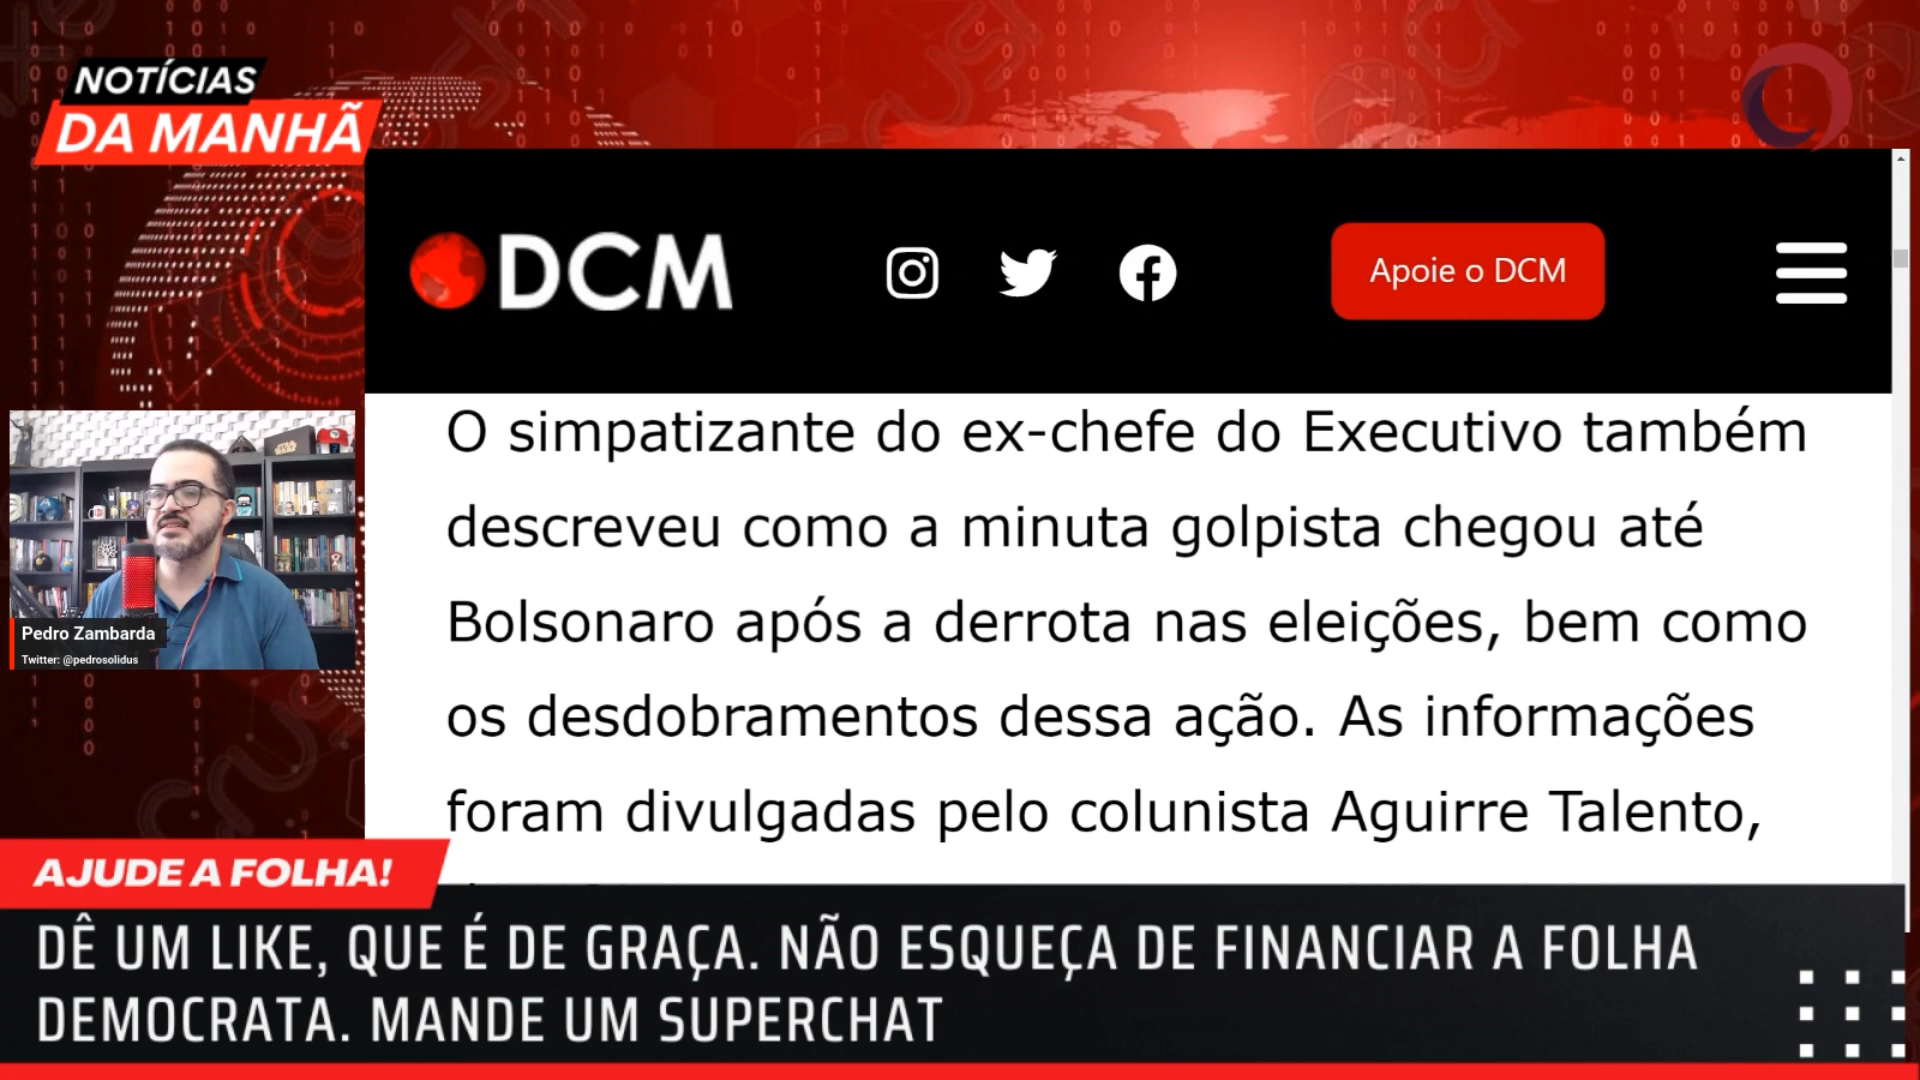 NOTÍCIAS
DA MANHÃ
DCM
Apoie o DCM
O simpatizante do ex-chefe do Executivo também
descreveu como a minuta golpista chegou até
Bolsonaro após a derrota nas eleições, bem como
os desdobramentos dessa ação. As informações
foram divulgadas pelo colunista Aguirre Talento,
Pedro Zambarda
Twitter: @pedrosolidus
AJUDE A FOLHA!
DÊ UM LIKE, QUE É DE GRAÇA. NÃO ESQUEÇA DE FINANCIAR A FOLHA
DEMOCRATA. MANDE UM SUPERCHAT